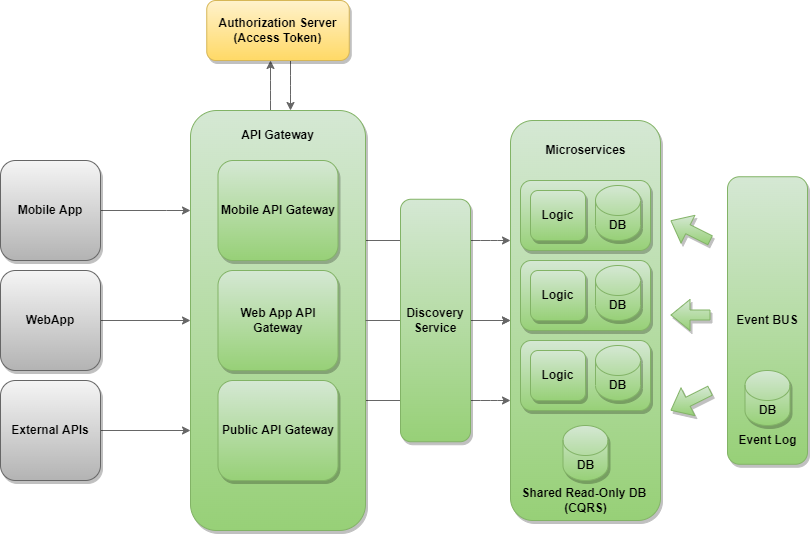 Authorization Server
(Access Token)
API Gateway
Mobile App
Mobile API Gateway
WebApp
Web App API
Gateway
External APIs
Public API Gateway
Discovery
Service
Microservices
Logic
DB
Logic
DB
Logic
DB
DB
Shared Read-Only DB
(CQRS)
Event BUS
DB
Event Log